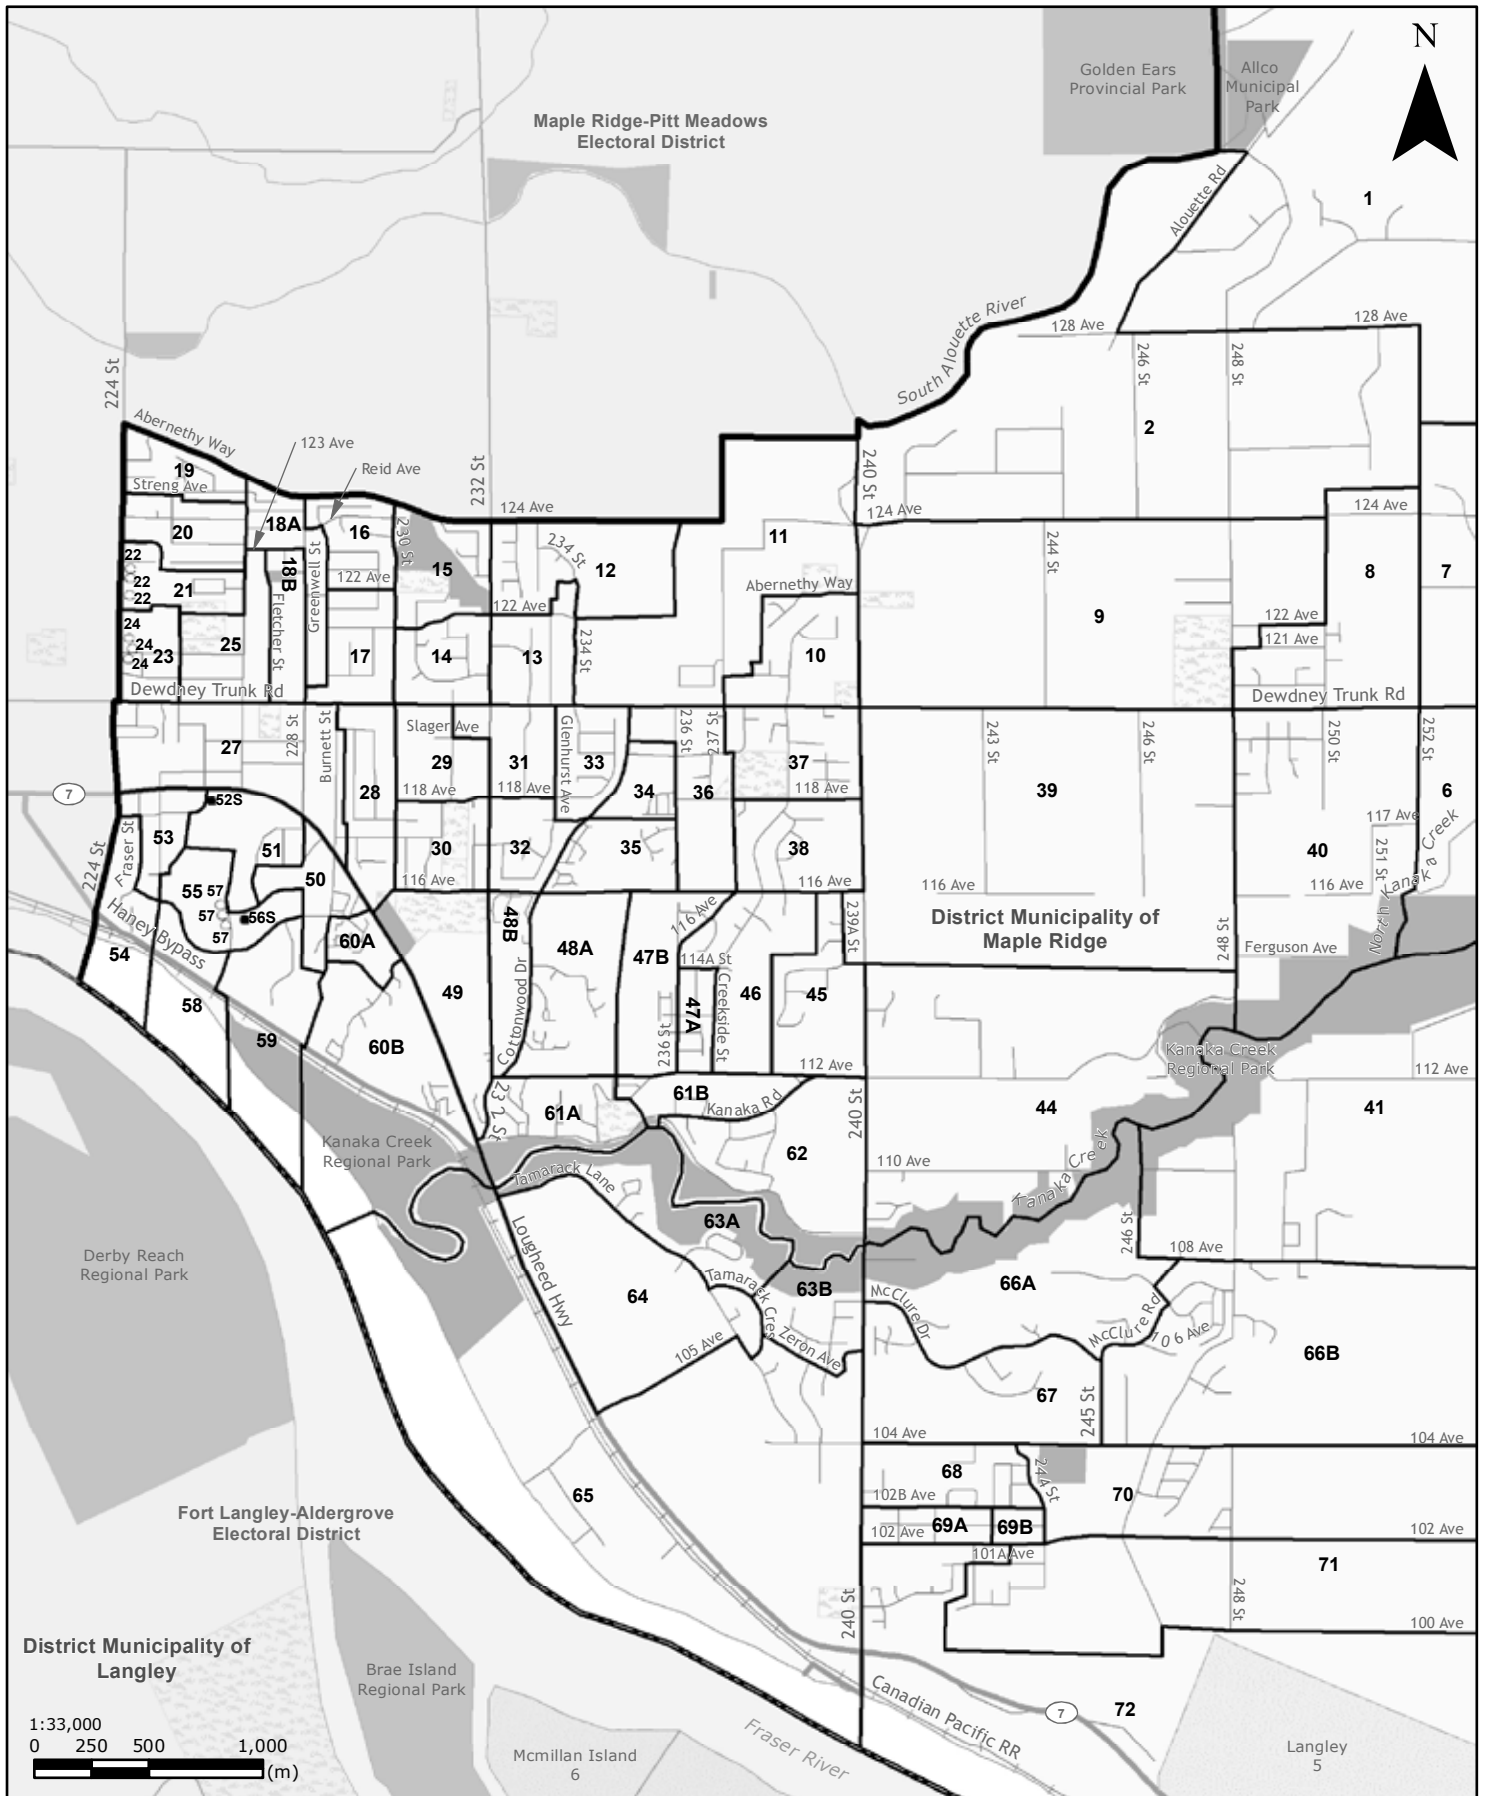 N
Golden Ears
Provincial Park
Allco
Municipal
Park
Maple Ridge-Pitt Meadows
Electoral District
1
Alouette Rd
South Alouette River
128 Ave
128 Ave
224 St
246 St
248 St
2
Abernethy Way
123 Ave
Reid Ave
232 St
240 St
19
Streng Ave
124 Ave
124 Ave
124 Ave
20
18A
16
230 St
234 St
11
244 St
22
18B
Greenwell St
15
12
8
7
22
21
122 Ave
Abernethy Way
22
Fletcher St
122 Ave
9
122 Ave
24
25
234 St
121 Ave
24
23
17
14
13
10
24
Dewdney Trunk Rd
Dewdney Trunk Rd
27
228 St
Burnett St
Slager Ave
Glenhurst Ave
236 St
237 St
243 St
246 St
250 St
252 St
29
31
33
37
7
28
118 Ave
118 Ave
34
36
118 Ave
39
6
52S
117 Ave
53
Fraser St
51
30
32
35
38
40
251 St
North Kanaka Creek
224 St
50
116 Ave
116 Ave
116 Ave
116 Ave
55
57
57
56S
57
Haney Bypass
60A
48B
48A
47B
116 Ave
239A St
District Municipality of
Maple Ridge
248 St
Ferguson Ave
54
114A St
58
49
Cottonwood Dr
47A
Creekside St
46
45
59
60B
236 St
112 Ave
Kanaka Creek
Regional Park
112 Ave
232 St
61A
61B
Kanaka Rd
240 St
44
41
Kanaka Creek
Regional Park
62
110 Ave
Kanaka Creek
Tamarack Lane
63A
246 St
108 Ave
Derby Reach
Regional Park
Lougheed Hwy
64
Tamarack Cres
63B
66A
McClure Dr
McClure Rd
106 Ave
Zeron Ave
105 Ave
66B
67
245 St
104 Ave
104 Ave
68
244 St
65
102B Ave
70
Fort Langley-Aldergrove
Electoral District
102 Ave
69A
69B
102 Ave
101A Ave
71
240 St
248 St
100 Ave
District Municipality of
Langley
Brae Island
Regional Park
Canadian Pacific RR
7
72
1:33,000
0 250 500 1,000
(m)
Mcmillan Island
6
Fraser River
Langley
5